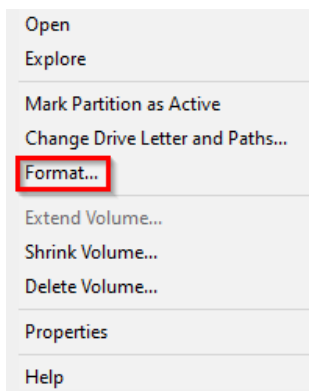 Open
Explore
Mark Partition as Active
Change Drive Letter and Paths...
Format...
Extend Volume...
Shrink Volume...
Delete Volume...
Properties
Help